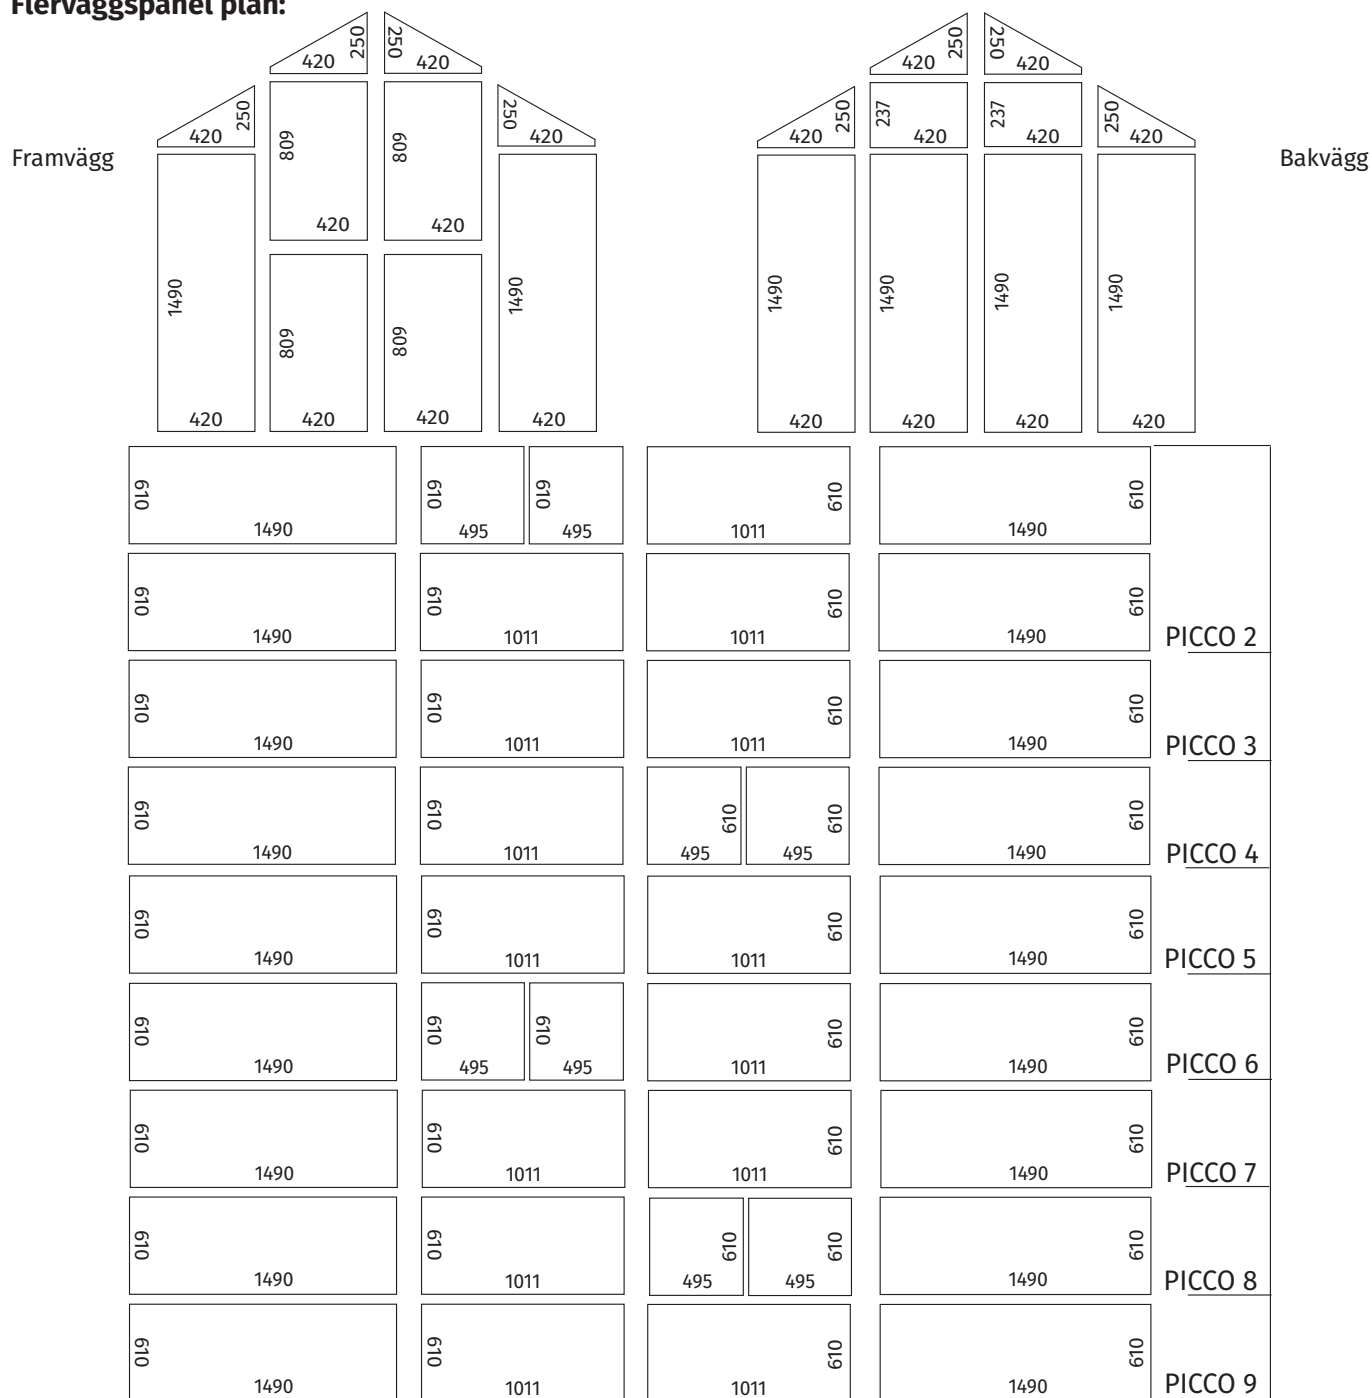 Flerväggspanel plan:
250 250 250 250
420 420 420 420
250 250 250 237 237 250
420 420 420 420 420 420
Framvägg 809 809 Bakvägg
420 420
1490 1490 1490 1490 1490 1490
809 809
420 420 420 420 420 420 420 420
610 610 610 610 610
1490 495 495 1011 1490
610 610 610 610
1490 1011 1011 1490 PICCO 2
610 610 610 610
1490 1011 1011 1490 PICCO 3
610 610 610 610 610
1490 1011 495 495 1490 PICCO 4
610 610 610 610
1490 1011 1011 1490 PICCO 5
610 610 610 610 610
1490 495 495 1011 1490 PICCO 6
610 610 610 610
1490 1011 1011 1490 PICCO 7
610 610 610 610 610
1490 1011 495 495 1490 PICCO 8
610 610 610 610
1490 1011 1011 1490 PICCO 9